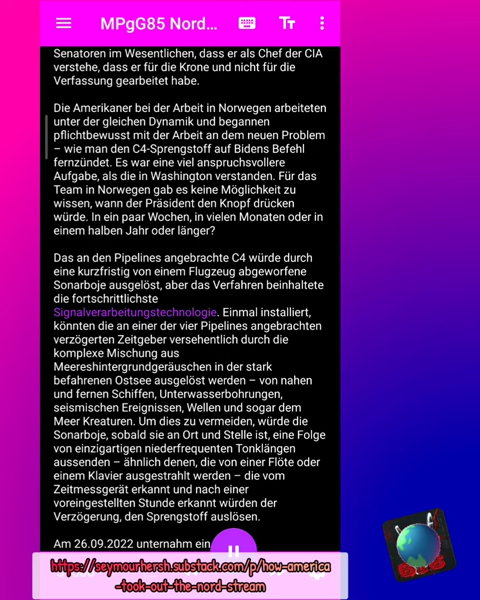 MPgG85 Nord…
Senatoren im Wesentlichen, dass er als Chef der CIA
verstehe, dass er für die Krone und nicht für die
Verfassung gearbeitet habe.
Die Amerikaner bei der Arbeit in Norwegen arbeiteten
unter der gleichen Dynamik und begannen
pflichtbewusst mit der Arbeit an dem neuen Problem
– wie man den C4-Sprengstoff auf Bidens Befehl
fernzündet. Es war eine viel anspruchsvollere
Aufgabe, als die in Washington verstanden. Für das
Team in Norwegen gab es keine Möglichkeit zu
wissen, wann der Präsident den Knopf drücken
würde. In ein paar Wochen, in vielen Monaten oder in
einem halben Jahr oder länger?
Das an den Pipelines angebrachte C4 würde durch
eine kurzfristig von einem Flugzeug abgeworfene
Sonarboje ausgelöst, aber das Verfahren beinhaltete
die fortschrittlichste
Signalverarbeitungstechnologie. Einmal installiert,
könnten die an einer der vier Pipelines angebrachten
verzögerten Zeitgeber versehentlich durch die
komplexe Mischung aus
Meereshintergrundgeräuschen in der stark
befahrenen Ostsee ausgelöst werden – von nahen
und fernen Schiffen, Unterwasserbohrungen,
seismischen Ereignissen, Wellen und sogar dem
Meer Kreaturen. Um dies zu vermeiden, würde die
Sonarboje, sobald sie an Ort und Stelle ist, eine Folge
von einzigartigen niederfrequenten Tonklängen
aussenden – ähnlich denen, die von einer Flöte oder
einem Klavier ausgestrahlt werden – die vom
Zeitmessgerät erkannt und nach einer
voreingestellten Stunde erkannt würden der
Verzögerung, den Sprengstoff auslösen.
Am 26.09.2022 unternahm ein
https://seymourhersh.substack.com/p/how-america
-took-out-the-nord-stream